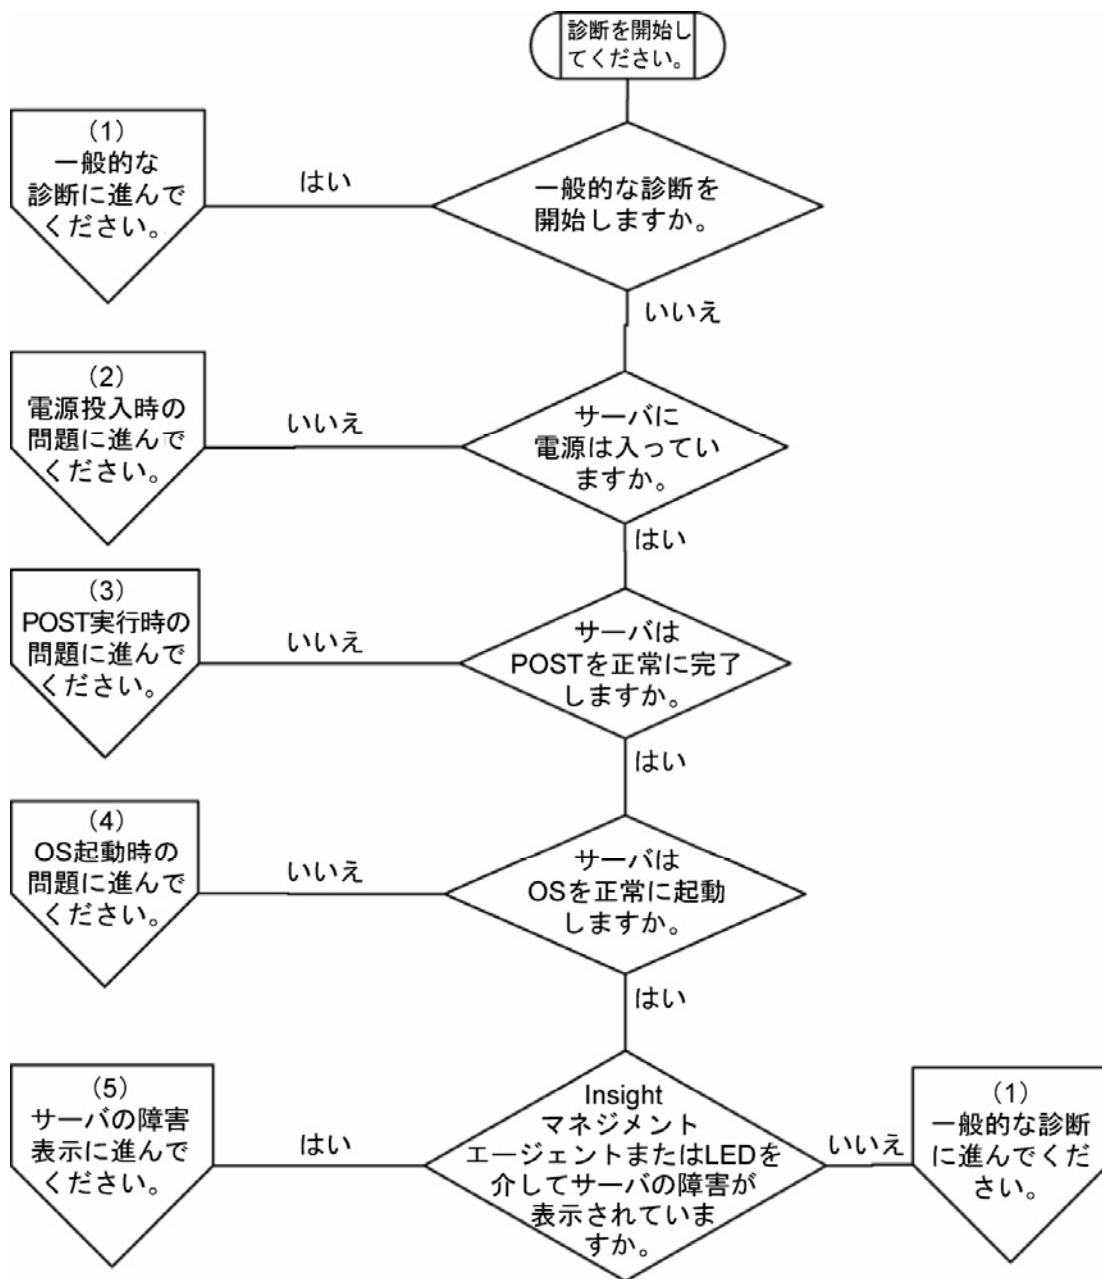 診断を開始し
てください。
(1)
一般的な
診断に進んで
ください。
はい
一般的な診断を
開始しますか。
いいえ
(2)
電源投入時の
問題に進んで
ください。
いいえ
サーバに
電源は入ってい
ますか。
はい
(3)
POST実行時の
問題に進んで
ください。
いいえ
サーバは
POSTを正常に完了
しますか。
はい
(4)
OS起動時の
問題に進んで
ください。
いいえ
サーバは
OSを正常に起動
しますか。
はい
(5)
サーバの障害
表示に進んで
ください。
はい
Insight
マネジメント
エージェントまたはLEDを
介してサーバの障害が
表示されていま
すか。
いいえ
(1)
一般的な診断
に進んでくだ
さい。